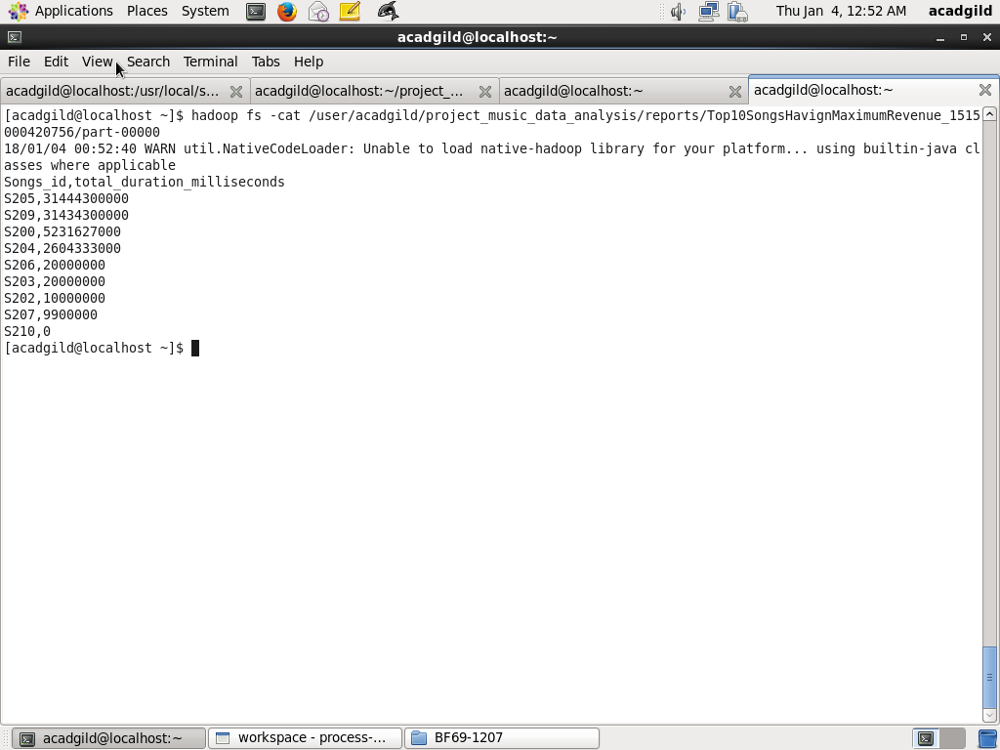 Applications Places System Thu Jan 4, 12:52 AM acadgild
acadgild@localhost:~
File Edit View Search Terminal Tabs Help
acadgild@localhost:/usr/local/s... acadgild@localhost:~/project_... acadgild@localhost:~ acadgild@localhost:~
[acadgild@localhost ~]$ hadoop fs -cat /user/acadgild/project_music_data_analysis/reports/Top10SongsHavignMaximumRevenue_1515
000420756/part-00000
18/01/04 00:52:40 WARN util.NativeCodeLoader: Unable to load native-hadoop library for your platform... using builtin-java cl
asses where applicable
Songs_id,total_duration_milliseconds
S205,31444300000
S209,31434300000
S200,5231627000
S204,2604333000
S206,20000000
S203,20000000
S202,10000000
S207,9900000
S210,0
[acadgild@localhost ~]$
acadgild@localhost:~ workspace - process-... BF69-1207